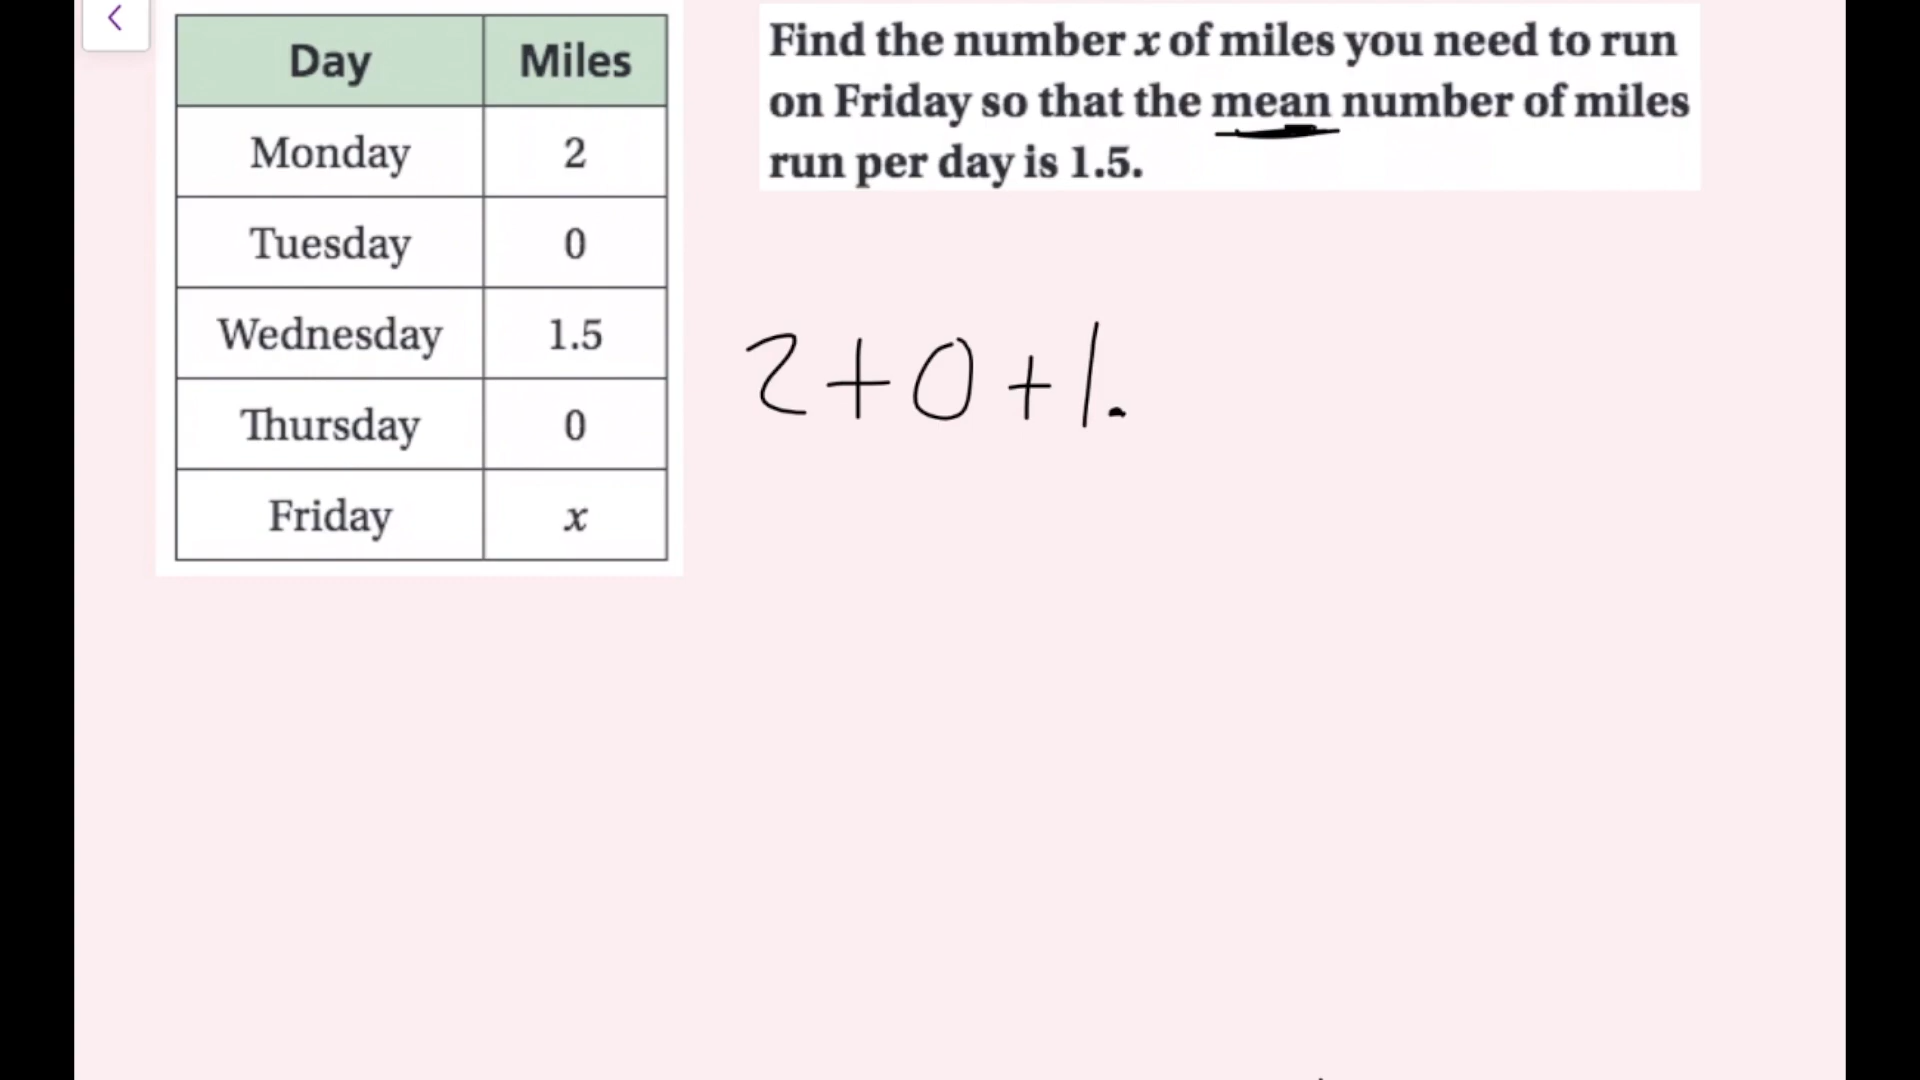 Day Miles
Monday 2
Tuesday 0
Wednesday 1.5
Thursday 0
Friday x
Find the number x of miles you need to run
on Friday so that the mean number of miles
run per day is 1.5.
2+0+1.